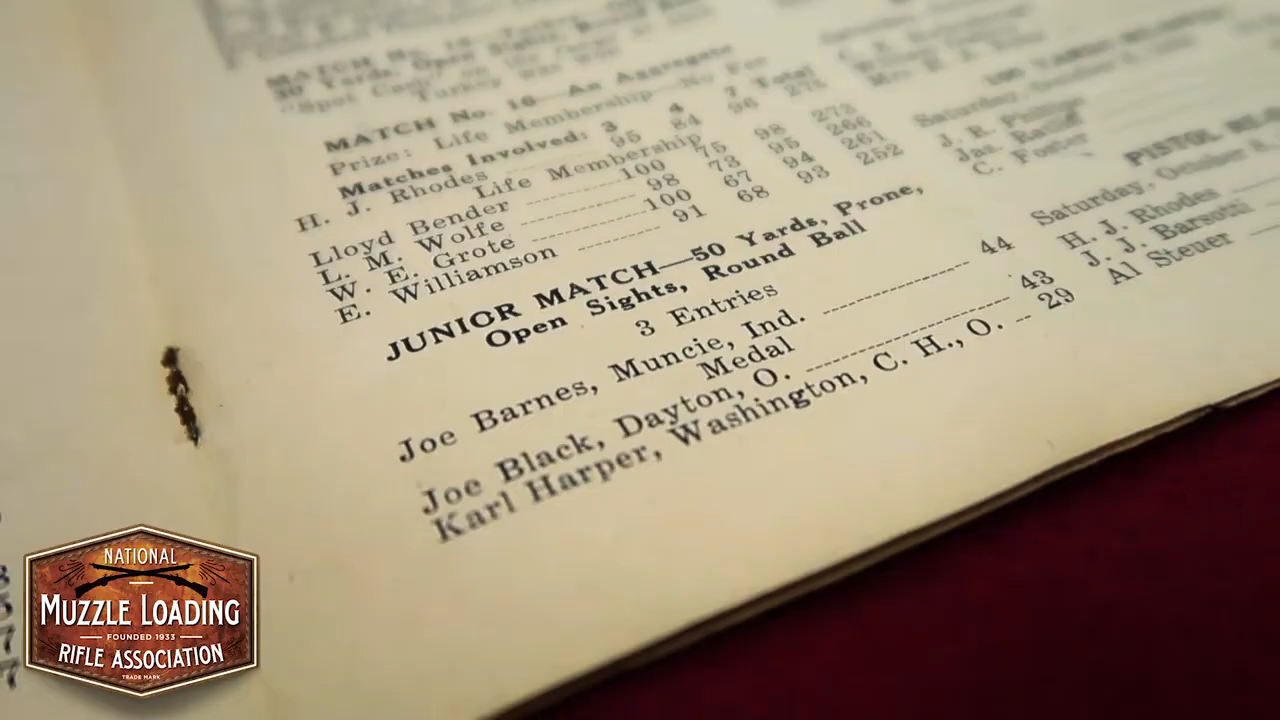 MATCH No. 16—An Aggregate
Prize: Life Membership—No Fee
Matches Involved: 3 4 7 Total
H. J. Rhodes 95 84 96 275
Life Membership
Lloyd Bender 100 75 98 273
L. M. Wolfe 98 73 95 266
W. E. Grote 100 67 94 261
E. Williamson 91 68 93 252
JUNIOR MATCH—50 Yards, Prone,
Open Sights, Round Ball
3 Entries
Joe Barnes, Muncie, Ind. 44
Medal
Joe Black, Dayton, O. 43
Karl Harper, Washington, C. H., O. 29
Saturday,
J. R.
Jas.
C. Foster
PISTOL
Saturday, October
H. J. Rhodes
J. J. Barsotti
Al Steuer
NATIONAL
MUZZLE LOADING
FOUNDED 1933
RIFLE ASSOCIATION
TRADE MARK